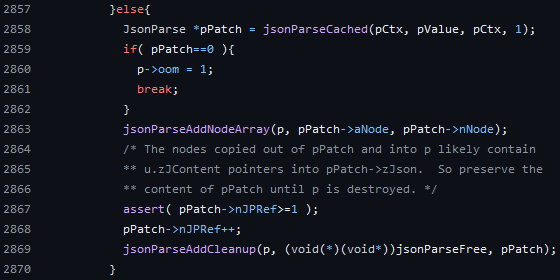 2857 }else{
2858 JsonParse *pPatch = jsonParseCached(pCtx, pValue, pCtx, 1);
2859 if( pPatch==0 ){
2860 p->oom = 1;
2861 break;
2862 }
2863 jsonParseAddNodeArray(p, pPatch->aNode, pPatch->nNode);
2864 /* The nodes copied out of pPatch and into p likely contain
2865 ** u.zJContent pointers into pPatch->zJson.  So preserve the
2866 ** content of pPatch until p is destroyed. */
2867 assert( pPatch->nJPRef>=1 );
2868 pPatch->nJPRef++;
2869 jsonParseAddCleanup(p, (void(*)(void*))jsonParseFree, pPatch);
2870 }